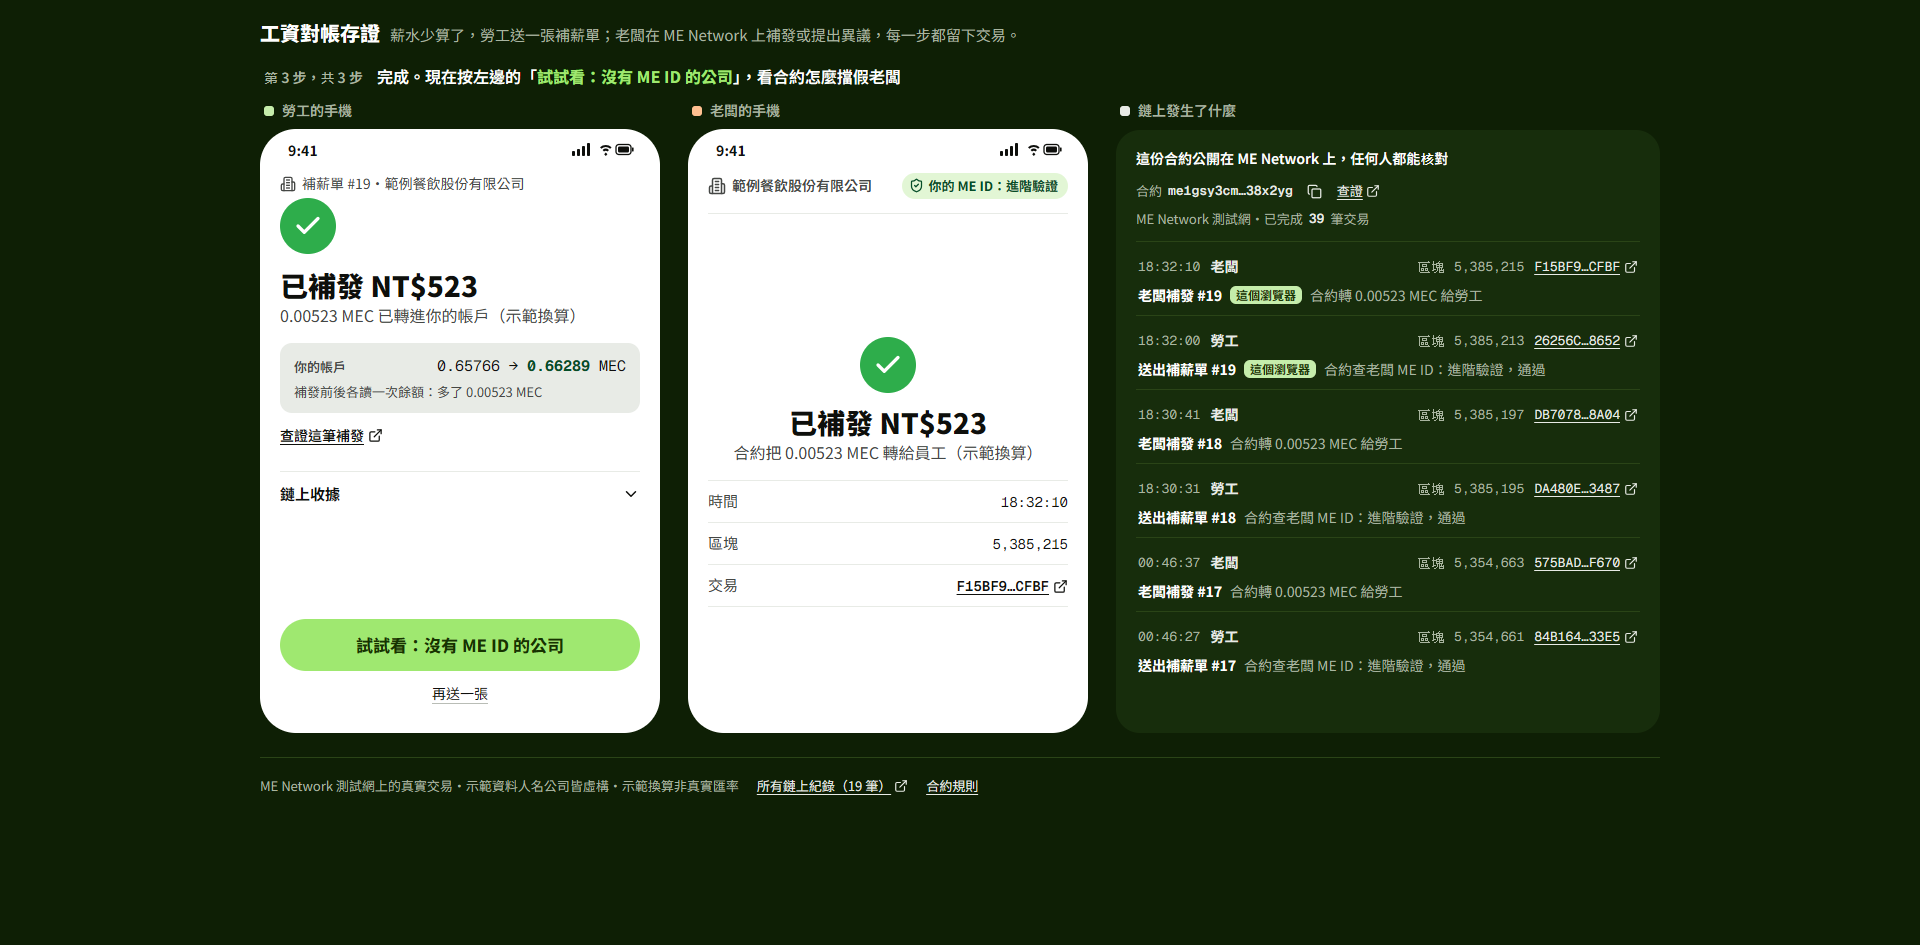 工資對帳存證 薪水少算了，勞工送一張補薪單；老闆在 ME Network 上補發或提出異議，每一步都留下交易。
第 3 步，共 3 步 完成。現在按左邊的「試試看：沒有 ME ID 的公司」，看合約怎麼擋假老闆
勞工的手機
9:41
補薪單 #19・範例餐飲股份有限公司
已補發 NT$523
0.00523 MEC 已轉進你的帳戶（示範換算）
你的帳戶 0.65766 → 0.66289 MEC
補發前後各讀一次餘額：多了 0.00523 MEC
查證這筆補發
鏈上收據
試試看：沒有 ME ID 的公司
再送一張
老闆的手機
9:41
範例餐飲股份有限公司 你的 ME ID：進階驗證
已補發 NT$523
合約把 0.00523 MEC 轉給員工（示範換算）
時間 18:32:10
區塊 5,385,215
交易 F15BF9…CFBF
鏈上發生了什麼
這份合約公開在 ME Network 上，任何人都能核對
合約 me1gsy3cm…38x2yg 查證
ME Network 測試網・已完成 39 筆交易
18:32:10 老闆 區塊 5,385,215 F15BF9…CFBF
老闆補發 #19 這個瀏覽器 合約轉 0.00523 MEC 給勞工
18:32:00 勞工 區塊 5,385,213 26256C…8652
送出補薪單 #19 這個瀏覽器 合約查老闆 ME ID：進階驗證，通過
18:30:41 老闆 區塊 5,385,197 DB7078…8A04
老闆補發 #18 合約轉 0.00523 MEC 給勞工
18:30:31 勞工 區塊 5,385,195 DA480E…3487
送出補薪單 #18 合約查老闆 ME ID：進階驗證，通過
00:46:37 老闆 區塊 5,354,663 575BAD…F670
老闆補發 #17 合約轉 0.00523 MEC 給勞工
00:46:27 勞工 區塊 5,354,661 84B164…33E5
送出補薪單 #17 合約查老闆 ME ID：進階驗證，通過
ME Network 測試網上的真實交易・示範資料人名公司皆虛構・示範換算非真實匯率 所有鏈上紀錄（19 筆） 合約規則